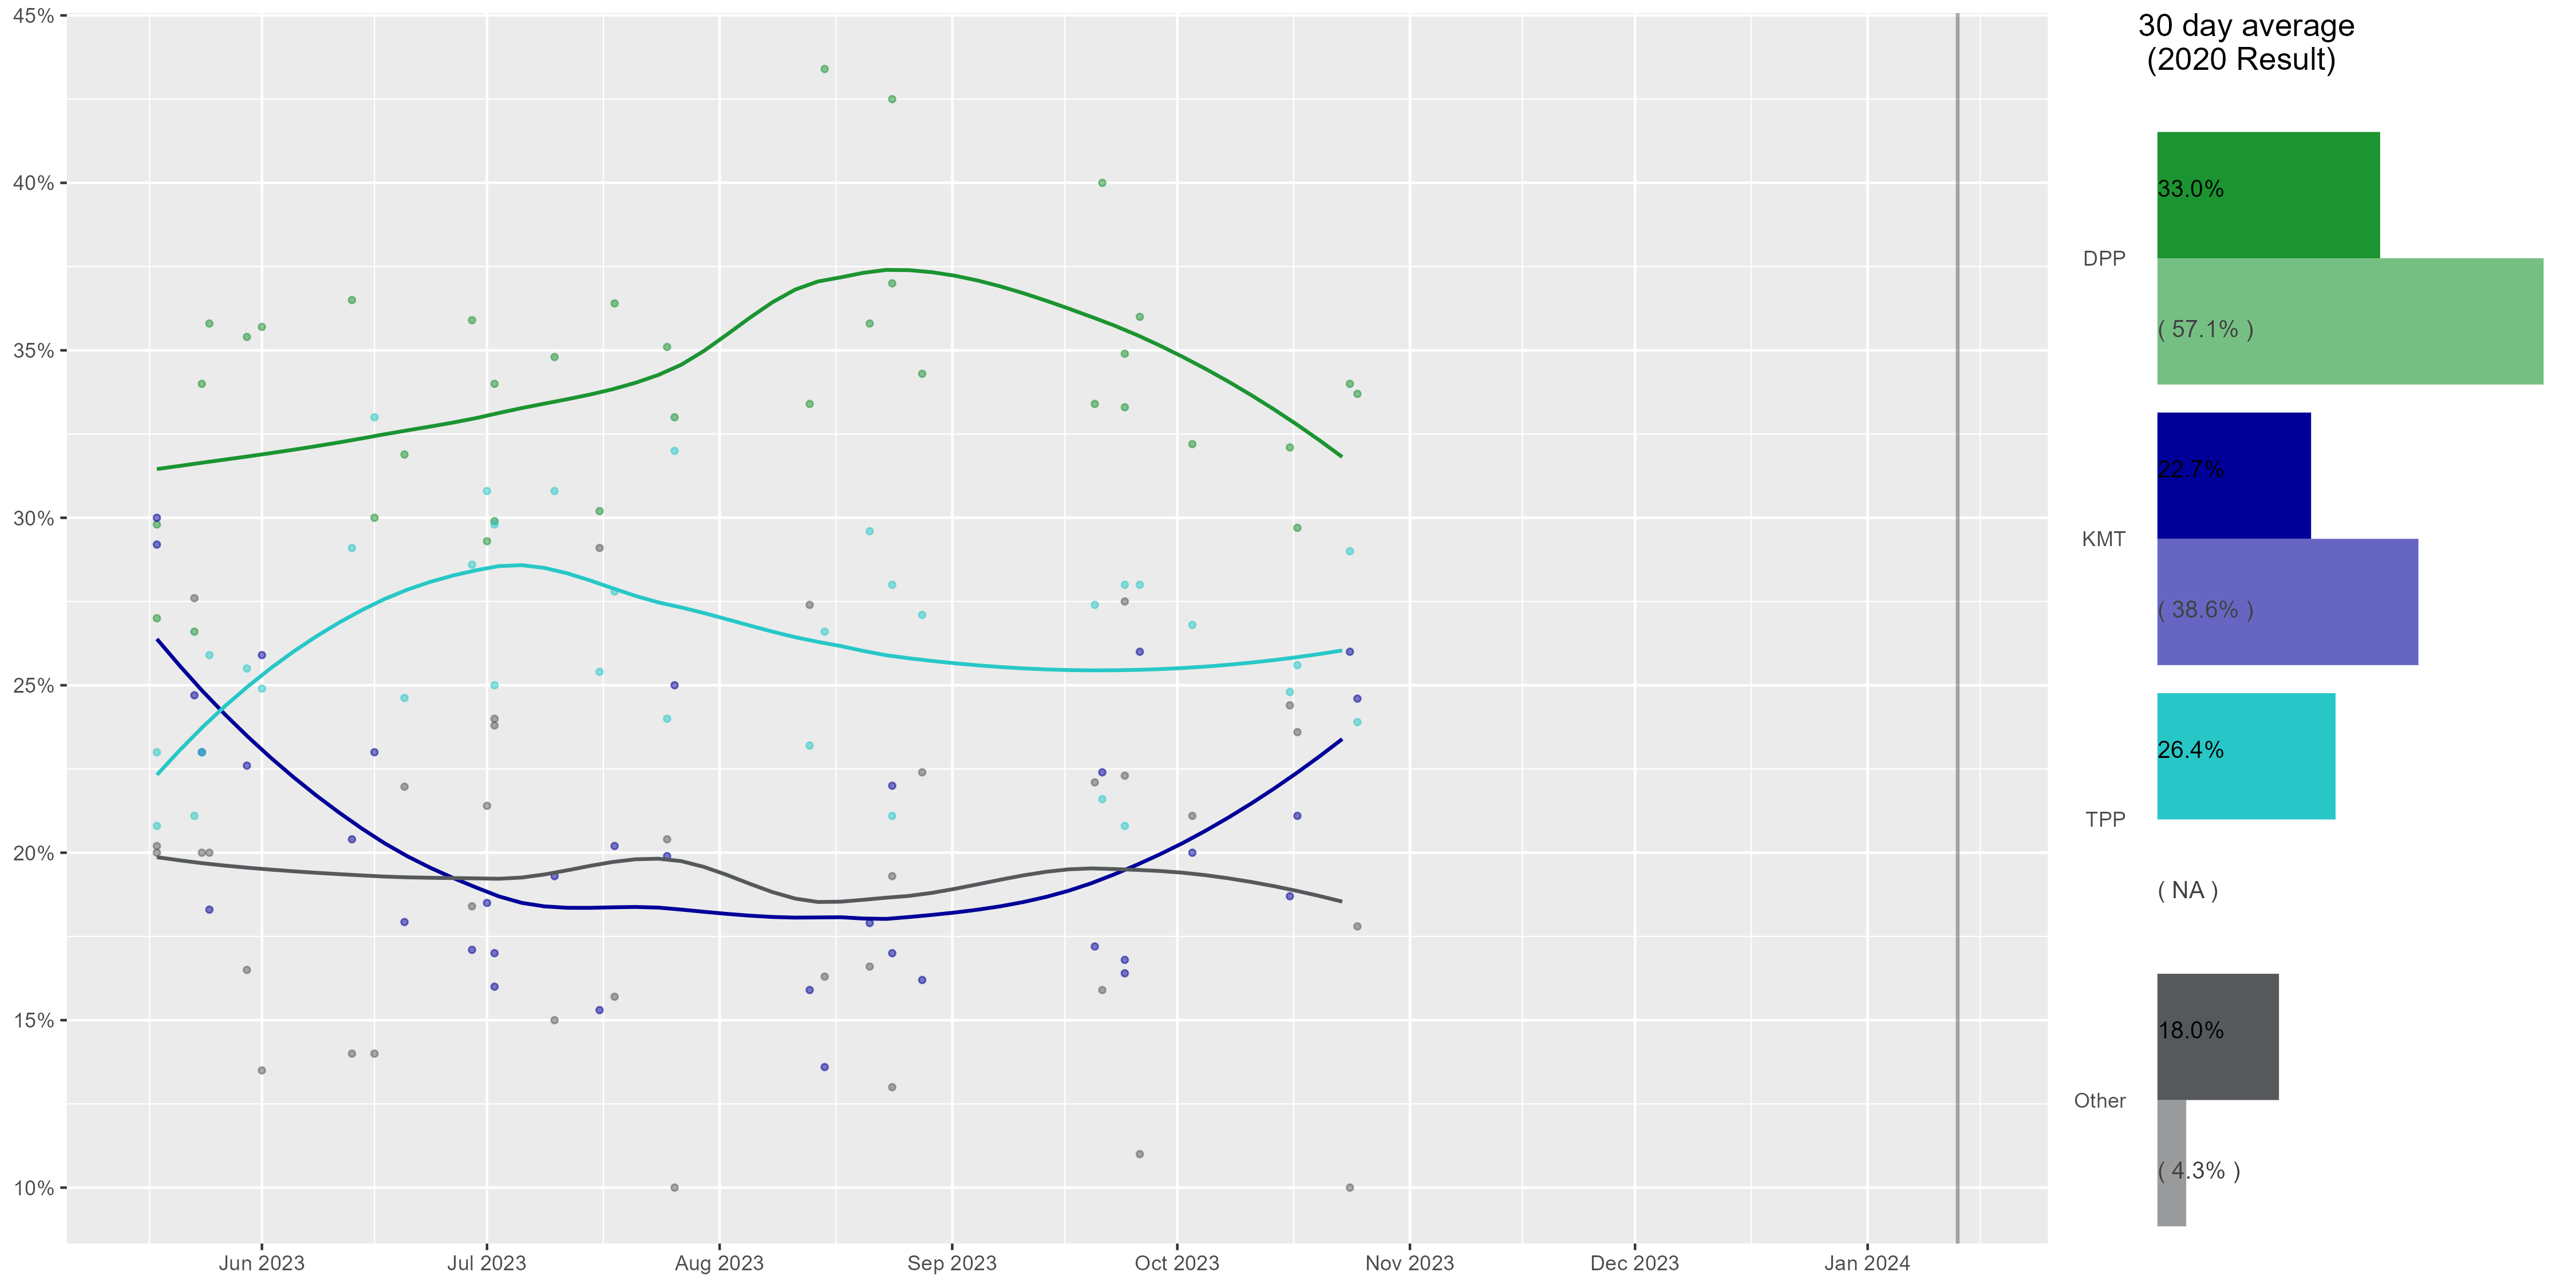 45%
40%
35%
30%
25%
20%
15%
10%
Jun 2023
Jul 2023
Aug 2023
Sep 2023
Oct 2023
Nov 2023
Dec 2023
Jan 2024
30 day average
(2020 Result)
DPP
33.0%
( 57.1% )
KMT
22.7%
( 38.6% )
TPP
26.4%
( NA )
Other
18.0%
( 4.3% )